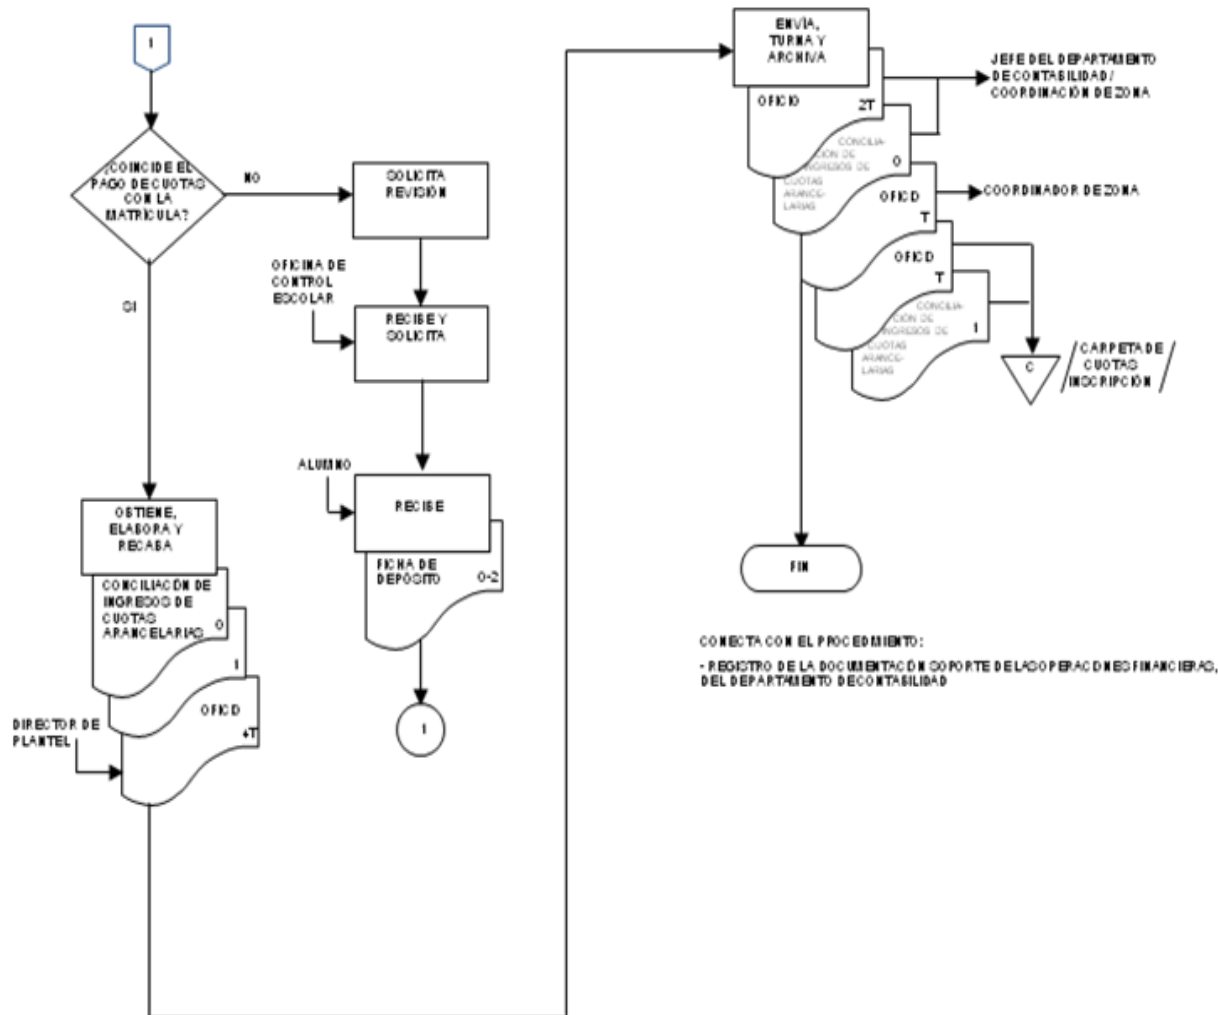 1
¿COINCIDE EL
PAGO DE CUOTAS
CON LA
MATRÍCULA?
NO
SI
SOLICITA
REVISIÓN
OFICINA DE
CONTROL
ESCOLAR
RECIBE Y
SOLICITA
ALUMNO
RECIBE
FICHA DE
DEPÓSITO
0-2
1
OBTIENE,
ELABORA Y
RECABA
CONCILIACIÓN DE
INGRESOS DE
CUOTAS
ARANCELARIAS
0
1
OFICIO
4T
DIRECTOR DE
PLANTEL
ENVÍA,
TURNA Y
ARCHIVA
OFICIO
2T
CONCILIA-
CIÓN DE
INGRESOS DE
CUOTAS
ARANCE-
LARIAS
0
OFICIO
T
OFICIO
T
CONCILIA-
CIÓN DE
INGRESOS DE
CUOTAS
ARANCE-
LARIAS
1
JEFE DEL DEPARTAMENTO
DE CONTABILIDAD/
COORDINACIÓN DE ZONA
COORDINADOR DE ZONA
C
CARPETA DE
CUOTAS
INSCRIPCIÓN
FIN
CONECTA CON EL PROCEDIMIENTO:
- REGISTRO DE LA DOCUMENTACIÓN SOPORTE DE LAS OPERACIONES FINANCIERAS,
DEL DEPARTAMENTO DE CONTABILIDAD